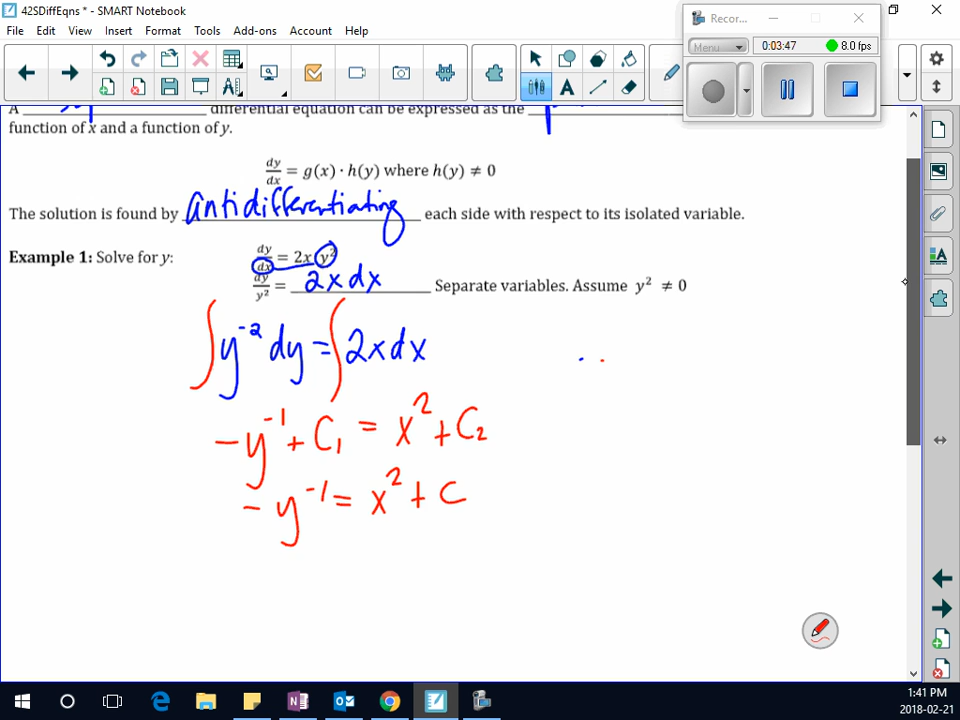 42SDiffEqns * - SMART Notebook
File Edit View Insert Format Tools Add-ons Account Help
Recor...
Menu 0:03:47 8.0 fps
A differential equation can be expressed as the
function of x and a function of y.
dy/dx = g(x) · h(y) where h(y) ≠ 0
The solution is found by antidifferentiating each side with respect to its isolated variable.
Example 1: Solve for y: dy/dx = 2x y²
dy/y² = 2x dx Separate variables. Assume y² ≠ 0
∫ y⁻² dy = ∫ 2x dx
- y⁻¹ + C₁ = x² + C₂
- y⁻¹ = x² + C
1:41 PM
2018-02-21